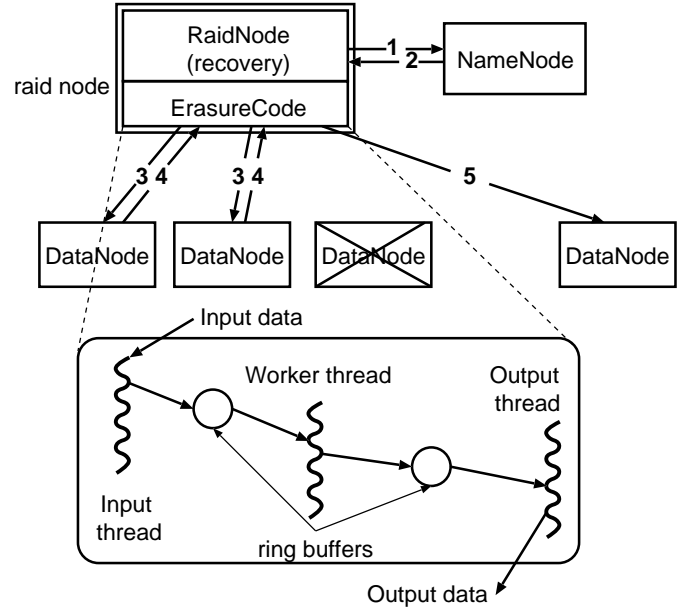 RaidNode
(recovery)
raid node
ErasureCode
1
2
NameNode
3 4
3 4
5
DataNode
DataNode
DataNode
DataNode
Input data
Worker thread
Output
thread
Input
thread
ring buffers
Output data